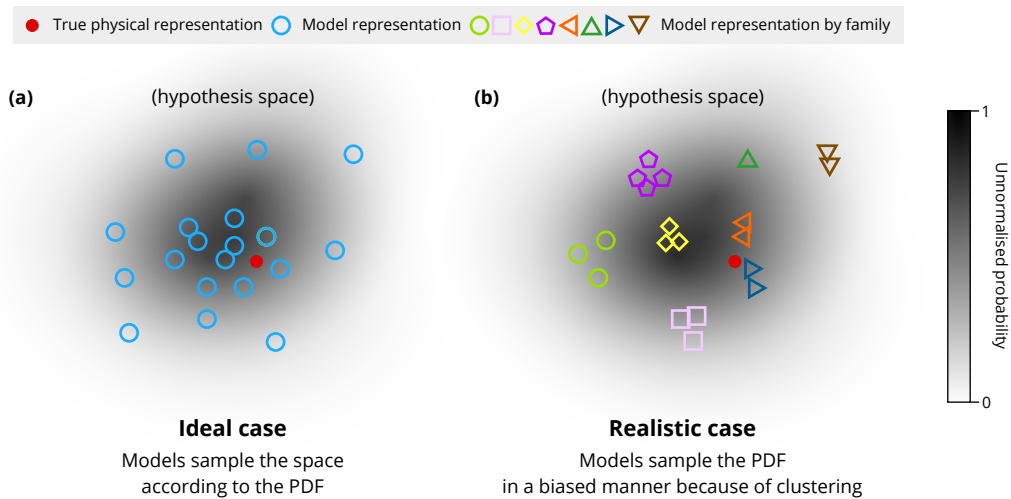 True physical representation Model representation Model representation by family
(a) (hypothesis space)
(b) (hypothesis space)
1
Unnormalised probability
0
Ideal case
Models sample the space
according to the PDF
Realistic case
Models sample the PDF
in a biased manner because of clustering